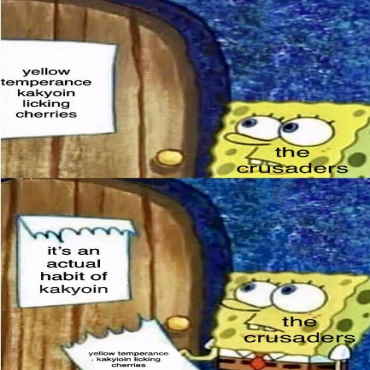 yellow
temperance
kakyoin
licking
cherries
the
crusaders
it's an
actual
habit of
kakyoin
the
crusaders
yellow temperance
kakyioin licking
cherries